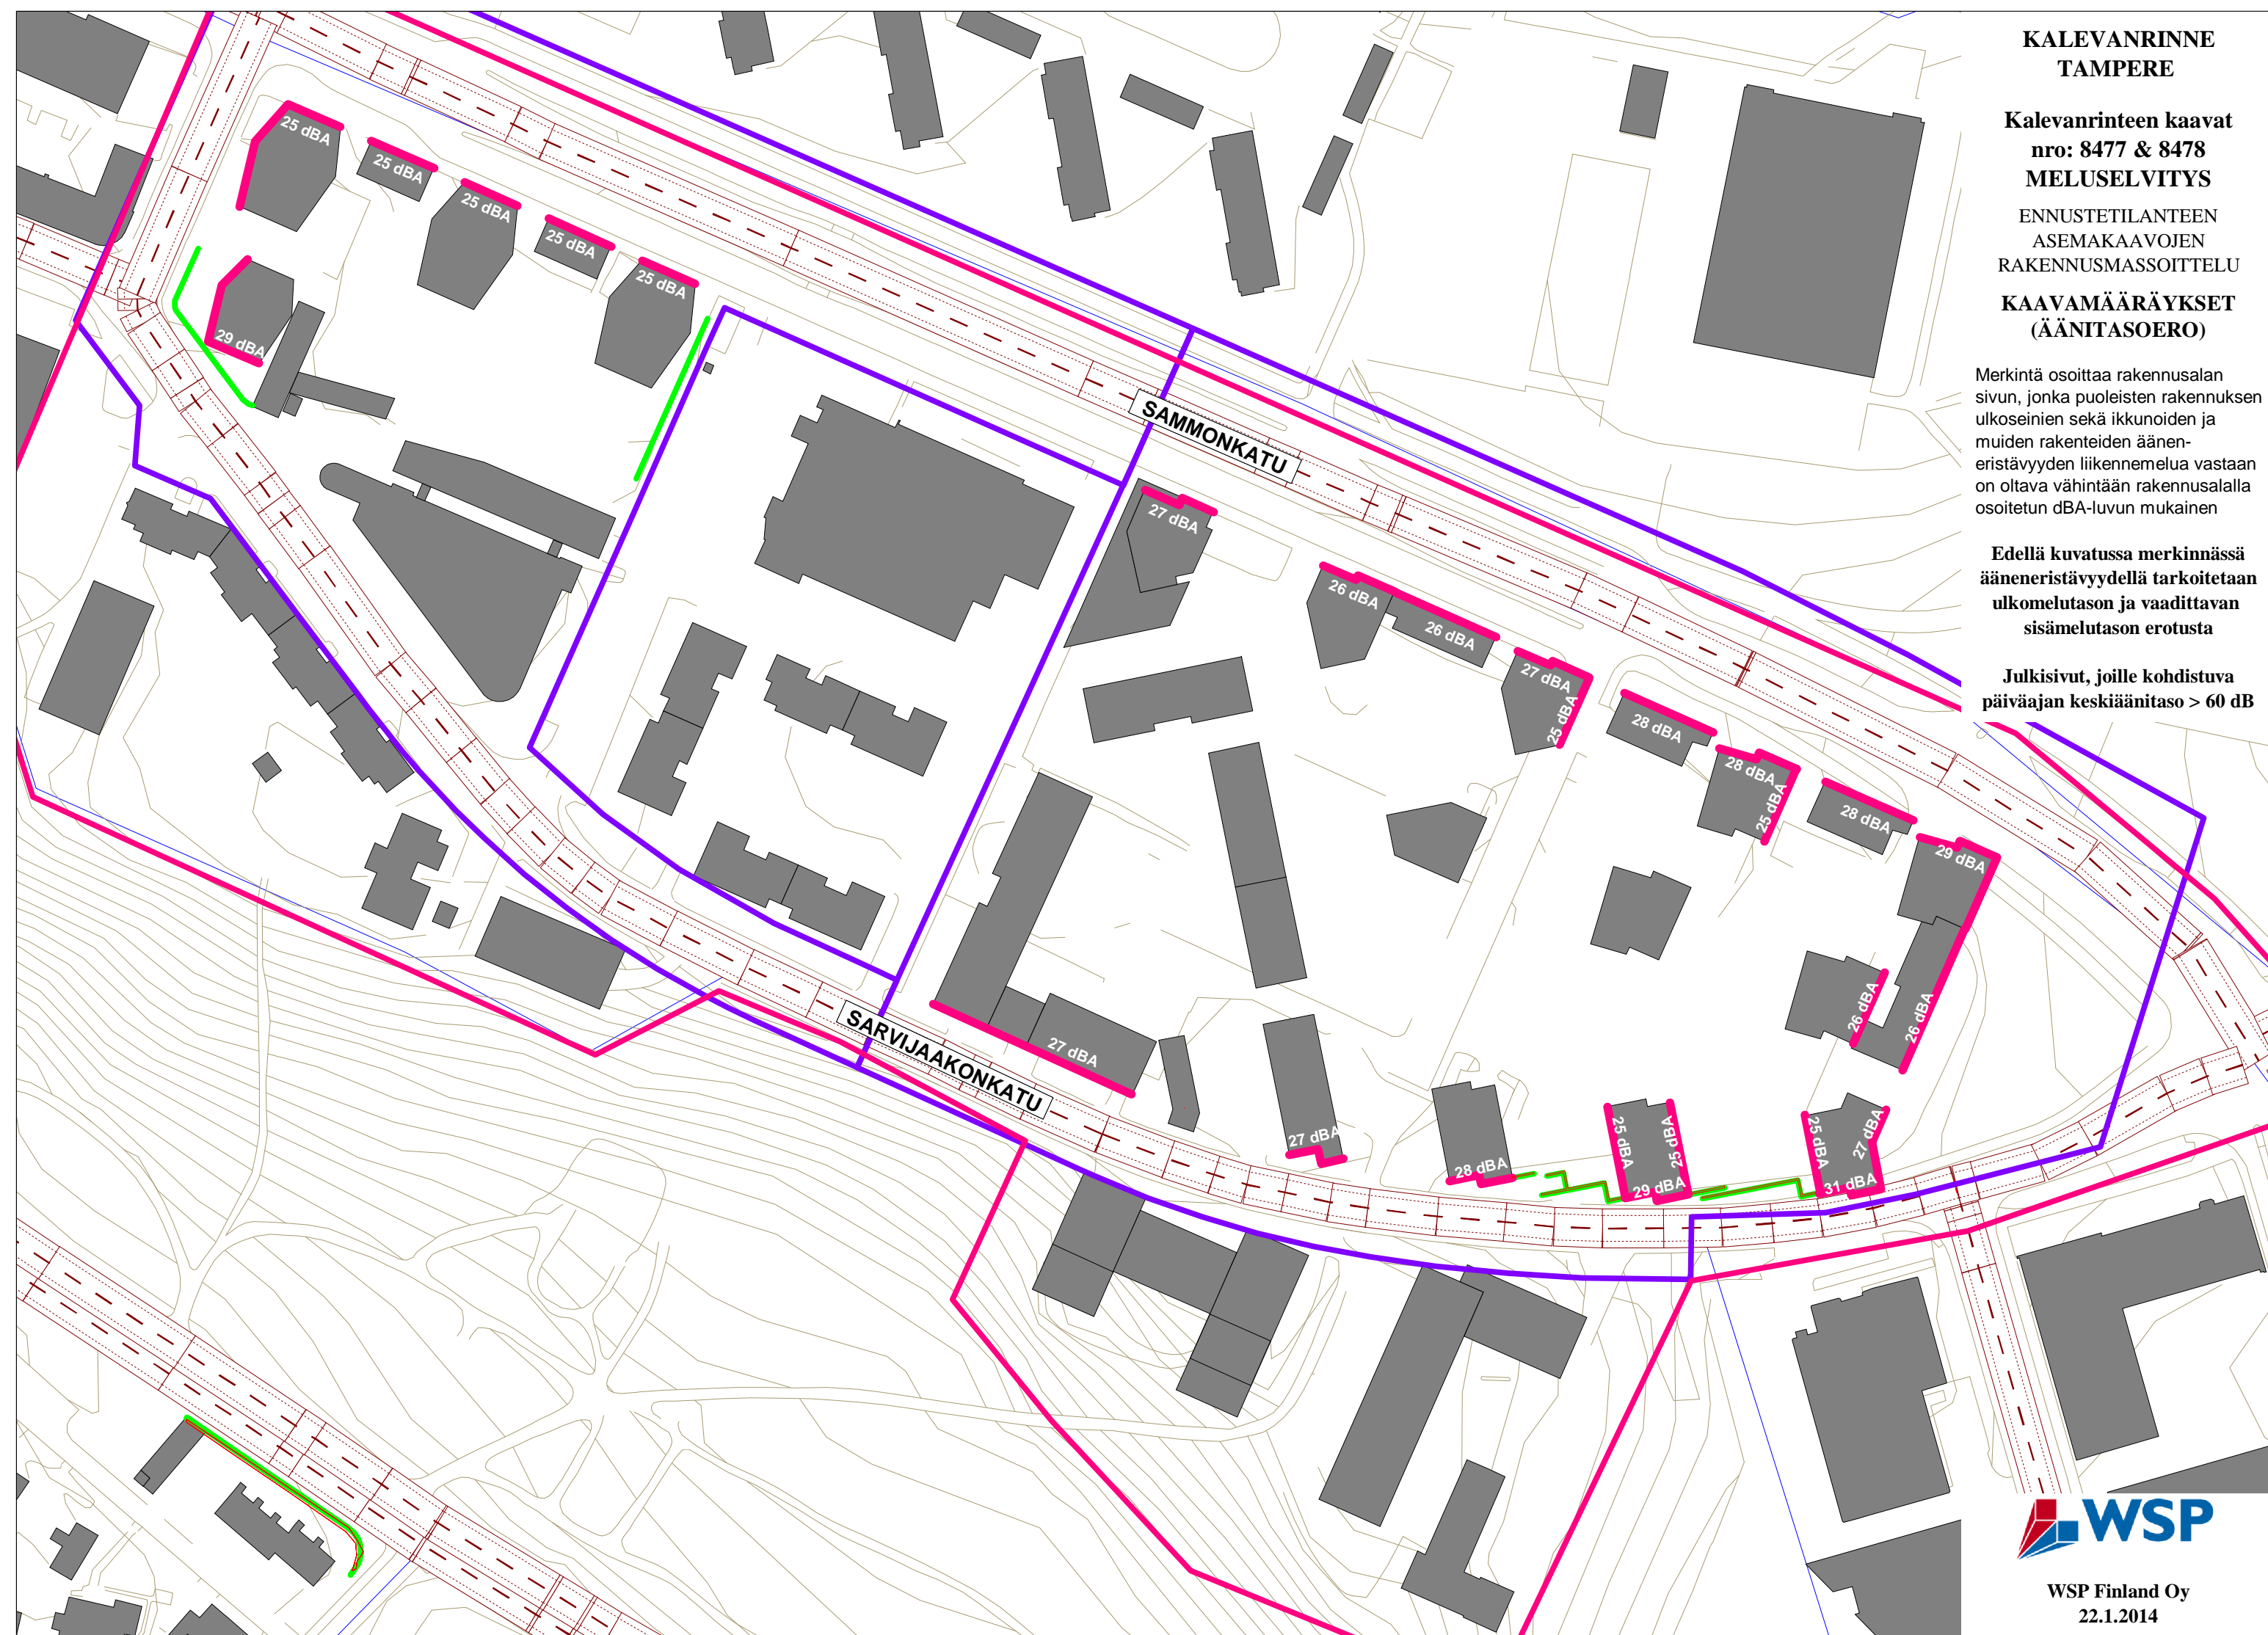 KALEVANRINNE
TAMPERE
Kalevanrinteen kaavat
nro: 8477 & 8478
MELUSELVITYS
ENNUSTETILANTEEN
ASEMAKAAVOJEN
RAKENNUSMASSOITTELU
KAAVAMÄÄRÄYKSET
(ÄÄNITASOERO)
Merkintä osoittaa rakennusalan
sivun, jonka puoleisten rakennuksen
ulkoseinien sekä ikkunoiden ja
muiden rakenteiden äänen-
eristävyyden liikennemelua vastaan
on oltava vähintään rakennusalalla
osoitetun dBA-luvun mukainen
Edellä kuvatussa merkinnässä
ääneneristävyydellä tarkoitetaan
ulkomelutason ja vaadittavan
sisämelutason erotusta
Julkisivut, joille kohdistuva
päiväajan keskiäänitaso > 60 dB
25 dBA
25 dBA
25 dBA
25 dBA
25 dBA
29 dBA
SAMMONKATU
27 dBA
26 dBA
26 dBA
27 dBA
25 dBA
28 dBA
28 dBA
25 dBA
28 dBA
29 dBA
26 dBA
26 dBA
SARVIJAAKONKATU
27 dBA
27 dBA
28 dBA
25 dBA
25 dBA
29 dBA
25 dBA
27 dBA
31 dBA
WSP
WSP Finland Oy
22.1.2014